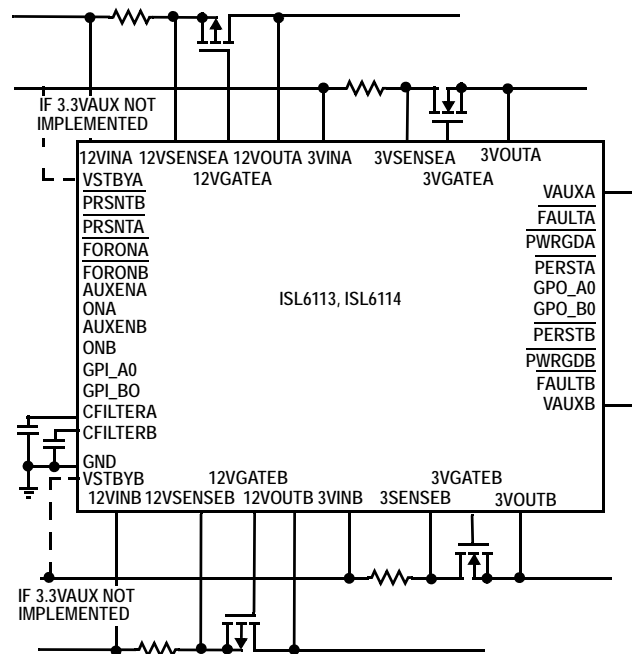 IF 3.3VAUX NOT
IMPLEMENTED
12VINA 12VSENSEA 12VOUTA 3VINA 3VSENSEA 3VOUTA
12VGATEA 3VGATEA
VSTBYA
PRSNTB
PRSNTA
FORONA
FORONB
AUXENA
ONA
AUXENB
ONB
GPI_A0
GPI_BO
CFILTERA
CFILTERB
GND
VSTBYB
ISL6113, ISL6114
VAUXA
FAULTA
PWRGDA
PERSTA
GPO_A0
GPO_B0
PERSTB
PWRGDB
FAULTB
VAUXB
12VGATEB 3VGATEB
12VINB 12VSENSEB 12VOUTB 3VINB 3SENSEB 3VOUTB
IF 3.3VAUX NOT
IMPLEMENTED